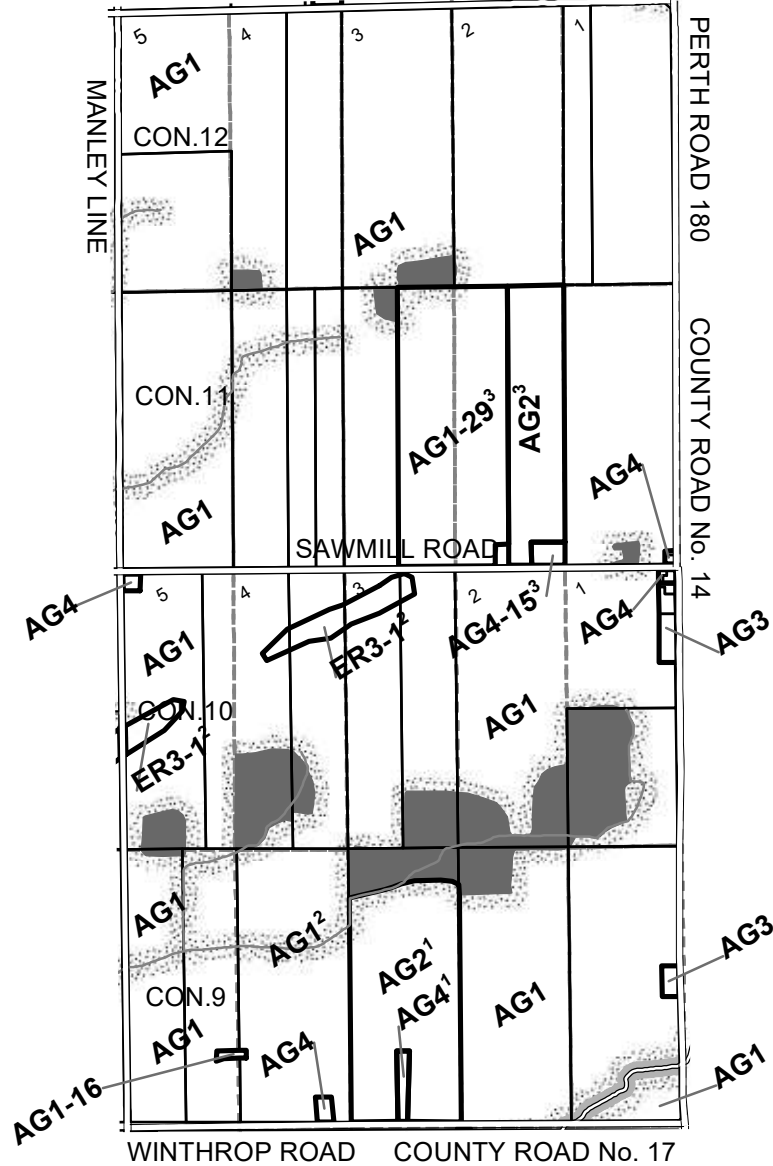 5
4
3
2
1
AG1
MANLEY LINE
CON.12
PERTH ROAD 180
AG1
CON.11
AG1-29³
AG2³
COUNTY ROAD No. 14
AG4
AG1
SAWMILL ROAD
5
4
3
2
1
AG4
AG1
ER3-1²
AG4-15³
AG4
AG3
CON.10
AG1
ER3-1²
AG1
AG1²
AG2¹
AG3
CON.9
AG1
AG4¹
AG1
AG4
AG1-16
AG1
WINTHROP ROAD
COUNTY ROAD No. 17